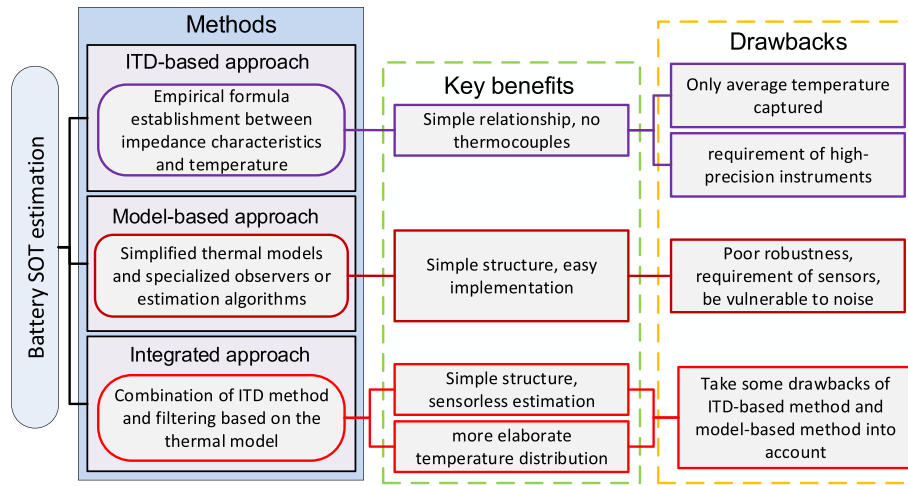 Battery SOT estimation
Methods
ITD-based approach
Empirical formula
establishment between
impedance characteristics
and temperature
Model-based approach
Simplified thermal models
and specialized observers or
estimation algorithms
Integrated approach
Combination of ITD method
and filtering based on the
thermal model
Key benefits
Simple relationship, no
thermocouples
Simple structure, easy
implementation
Simple structure,
sensorless estimation
more elaborate
temperature distribution
Drawbacks
Only average temperature
captured
requirement of high-
precision instruments
Poor robustness,
requirement of sensors,
be vulnerable to noise
Take some drawbacks of
ITD-based method and
model-based method into
account